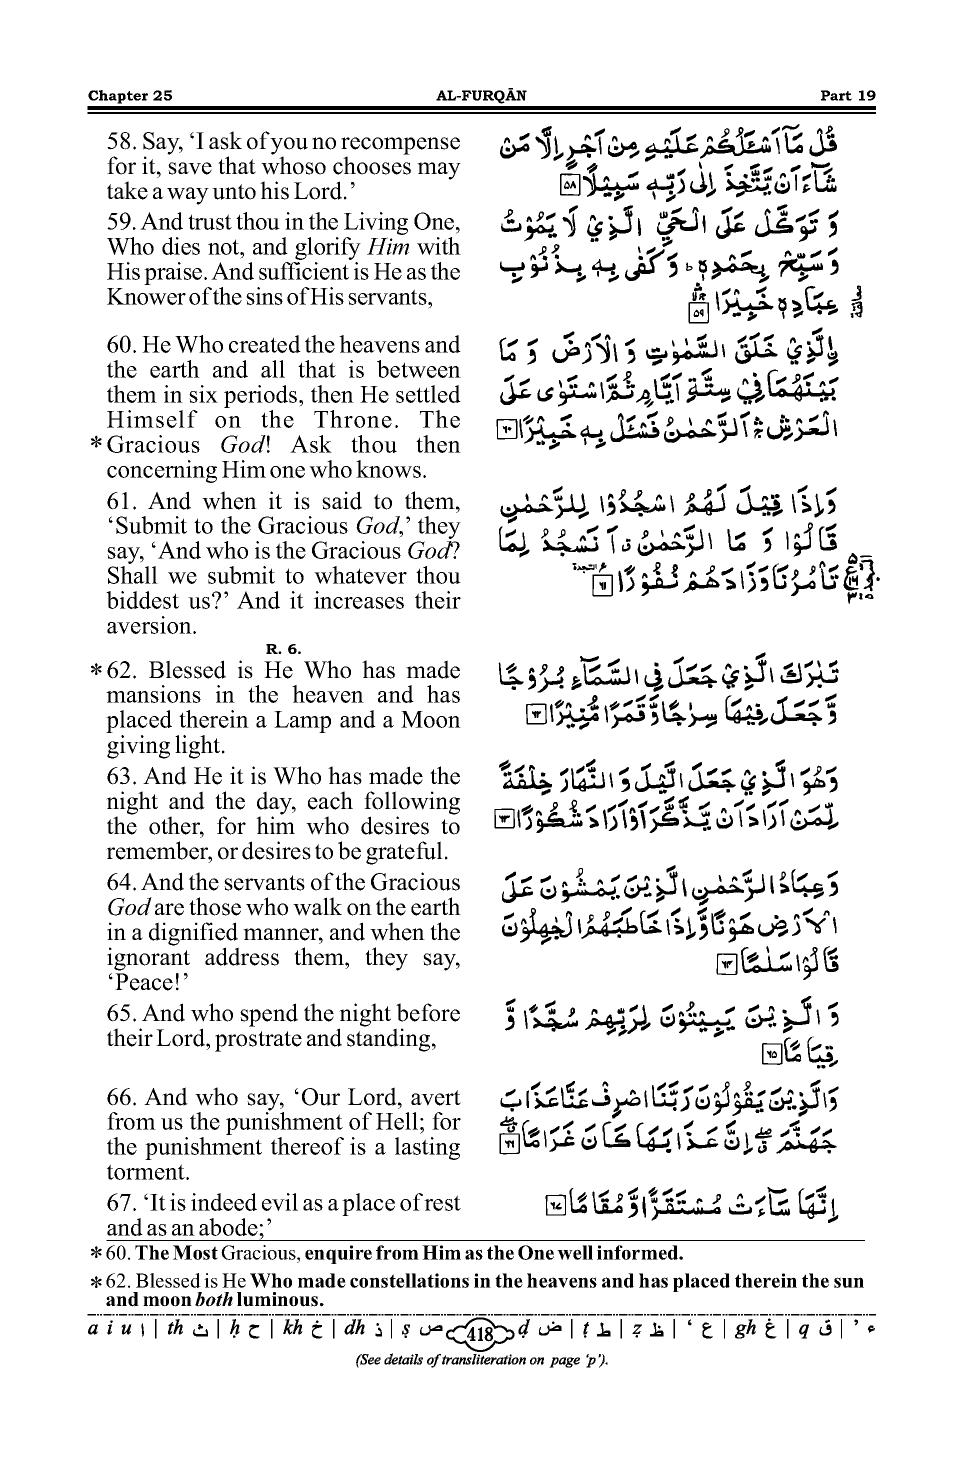 Chapter 25 AL-FURQĀN Part 19
58. Say, ‘I ask of you no recompense
for it, save that whoso chooses may
take a way unto his Lord.’
قُلْ مَآ اَسْـَٔلُكُمْ عَلَيْهِ مِنْ اَجْرٍ اِلَّا مَنْ
شَآءَ اَنْ يَّتَّخِذَ اِلٰى رَبِّهٖ سَبِيْلًا ۵۸
59. And trust thou in the Living One,
Who dies not, and glorify Him with
His praise. And sufficient is He as the
Knower of the sins of His servants,
وَ تَوَكَّلْ عَلَى الْحَيِّ الَّذِيْ لَا يَمُوْتُ
وَ سَبِّحْ بِحَمْدِهٖ ؕ وَ كَفٰى بِهٖ بِذُنُوْبِ
عِبَادِهٖ خَبِيْرًا ۵۹
60. He Who created the heavens and
the earth and all that is between
them in six periods, then He settled
Himself on the Throne. The
*Gracious God! Ask thou then
concerning Him one who knows.
اِ۟لَّذِيْ خَلَقَ السَّمٰوٰتِ وَ الْاَرْضَ وَ مَا
بَيْنَهُمَا فِيْ سِتَّةِ اَيَّامٍ ثُمَّ اسْتَوٰى عَلَى
الْعَرْشِ ۛۚ اَلرَّحْمٰنُ فَسْـَٔلْ بِهٖ خَبِيْرًا ۶۰
61. And when it is said to them,
‘Submit to the Gracious God,’ they
say, ‘And who is the Gracious God?
Shall we submit to whatever thou
biddest us?’ And it increases their
aversion.
وَ اِذَا قِيْلَ لَهُمُ اسْجُدُوْا لِلرَّحْمٰنِ
قَالُوْا وَ مَا الرَّحْمٰنُ ٭ اَنَسْجُدُ لِمَا
تَاْمُرُنَا وَ زَادَهُمْ نُفُوْرًا ۶۱
R. 6.
*62. Blessed is He Who has made
mansions in the heaven and has
placed therein a Lamp and a Moon
giving light.
تَبٰرَكَ الَّذِيْ جَعَلَ فِى السَّمَآءِ بُرُوْجًا
وَّ جَعَلَ فِيْهَا سِرٰجًا وَّ قَمَرًا مُّنِيْرًا ۶۲
63. And He it is Who has made the
night and the day, each following
the other, for him who desires to
remember, or desires to be grateful.
وَ هُوَ الَّذِيْ جَعَلَ الَّيْلَ وَ النَّهَارَ خِلْفَةً
لِّمَنْ اَرَادَ اَنْ يَّذَّكَّرَ اَوْ اَرَادَ شُكُوْرًا ۶۳
64. And the servants of the Gracious
God are those who walk on the earth
in a dignified manner, and when the
ignorant address them, they say,
‘Peace!’
وَ عِبَادُ الرَّحْمٰنِ الَّذِيْنَ يَمْشُوْنَ عَلَى
الْاَرْضِ هَوْنًا وَّ اِذَا خَاطَبَهُمُ الْجٰهِلُوْنَ
قَالُوْا سَلٰمًا ۶۴
65. And who spend the night before
their Lord, prostrate and standing,
وَ الَّذِيْنَ يَبِيْتُوْنَ لِرَبِّهِمْ سُجَّدًا وَّ
قِيَامًا ۶۵
66. And who say, ‘Our Lord, avert
from us the punishment of Hell; for
the punishment thereof is a lasting
torment.
وَ الَّذِيْنَ يَقُوْلُوْنَ رَبَّنَا اصْرِفْ عَنَّا عَذَابَ
جَهَنَّمَ ۖ اِنَّ عَذَابَهَا كَانَ غَرَامًا ۶۶
67. ‘It is indeed evil as a place of rest
and as an abode;’
اِنَّهَا سَآءَتْ مُسْتَقَرًّا وَّ مُقَامًا ۶۷
*60. The Most Gracious, enquire from Him as the One well informed.
*62. Blessed is He Who made constellations in the heavens and has placed therein the sun
and moon both luminous.
a i u ا | th ث | ḥ ح | kh خ | dh ذ | ṣ ص 418 ḍ ض | ṭ ط | ẓ ظ | ‘ ع | gh غ | q ق | ’ ء
(See details of transliteration on page ‘p’).